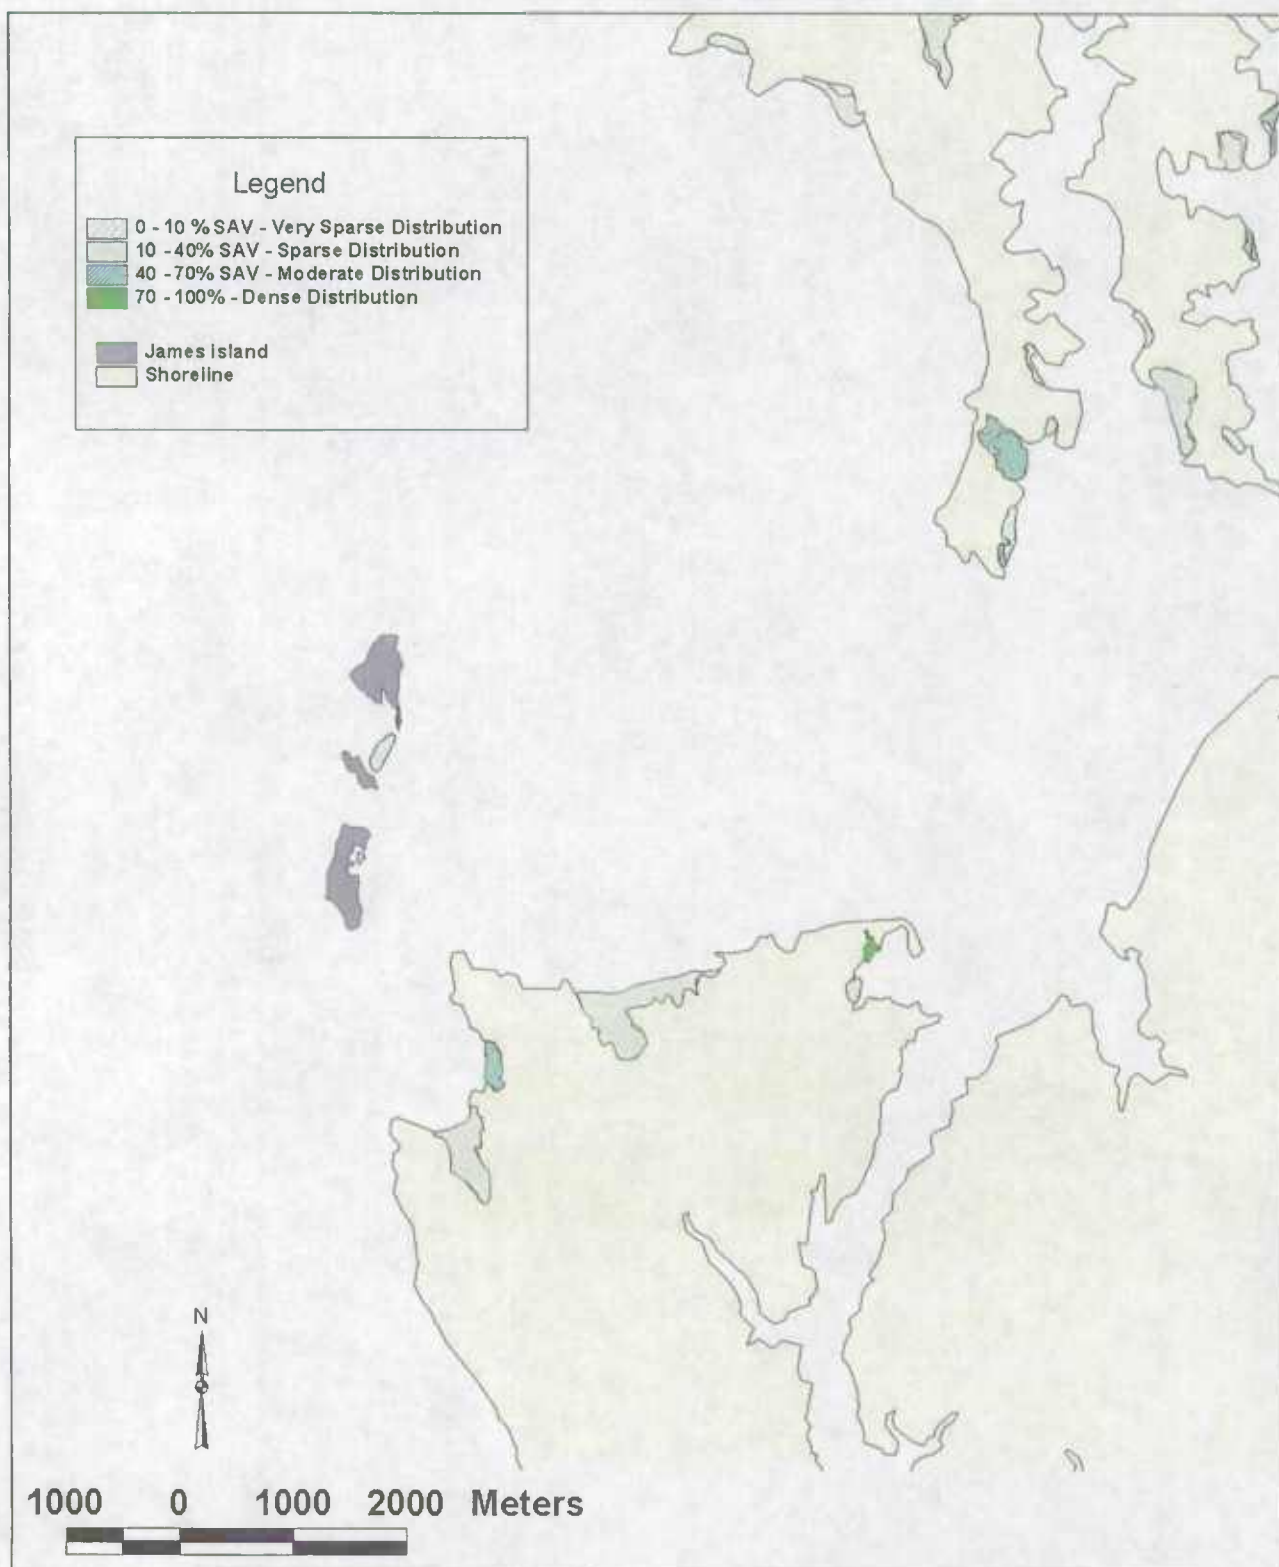 Legend
0 - 10 % SAV - Very Sparse Distribution
10 - 40% SAV - Sparse Distribution
40 - 70% SAV - Moderate Distribution
70 - 100% - Dense Distribution
James island
Shoreline
N
1000 0 1000 2000 Meters